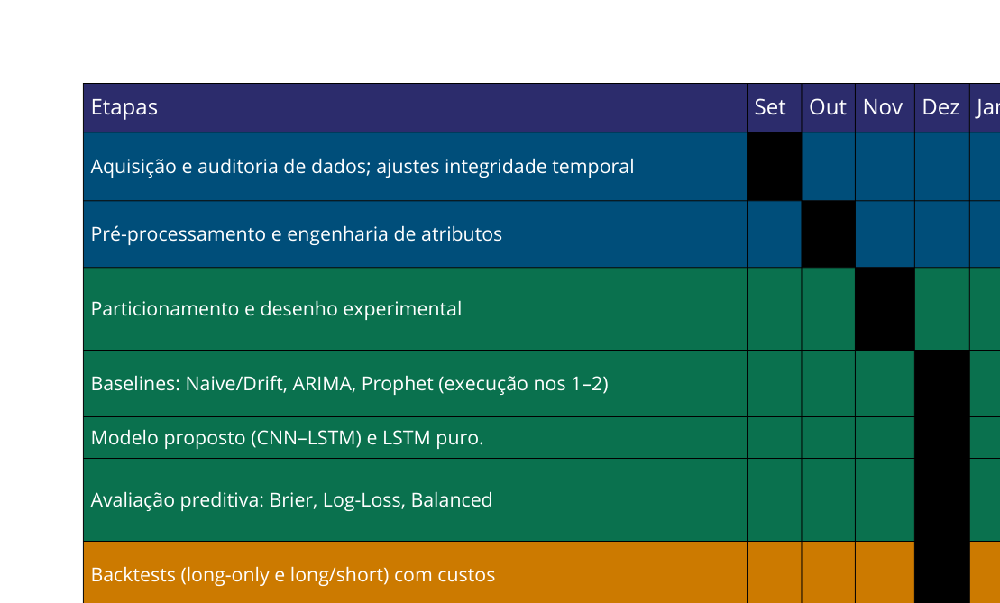 Etapas Set Out Nov Dez
Aquisição e auditoria de dados; ajustes integridade temporal
Pré-processamento e engenharia de atributos
Particionamento e desenho experimental
Baselines: Naive/Drift, ARIMA, Prophet (execução nos 1–2)
Modelo proposto (CNN–LSTM) e LSTM puro.
Avaliação preditiva: Brier, Log-Loss, Balanced
Backtests (long-only e long/short) com custos